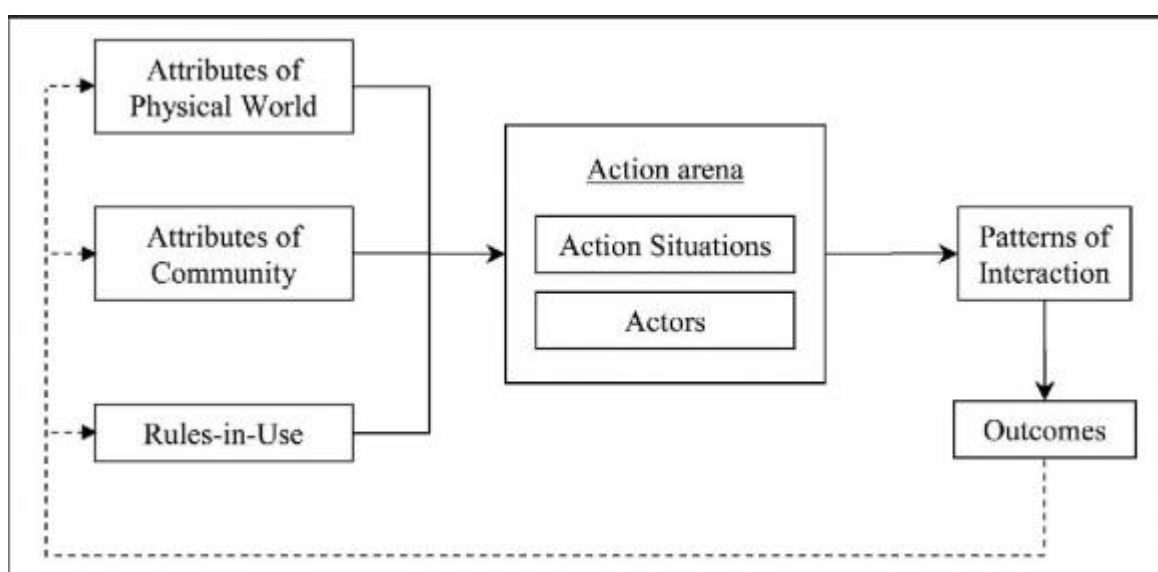 Attributes of
Physical World
Attributes of
Community
Rules-in-Use
Action arena
Action Situations
Actors
Patterns of
Interaction
Outcomes